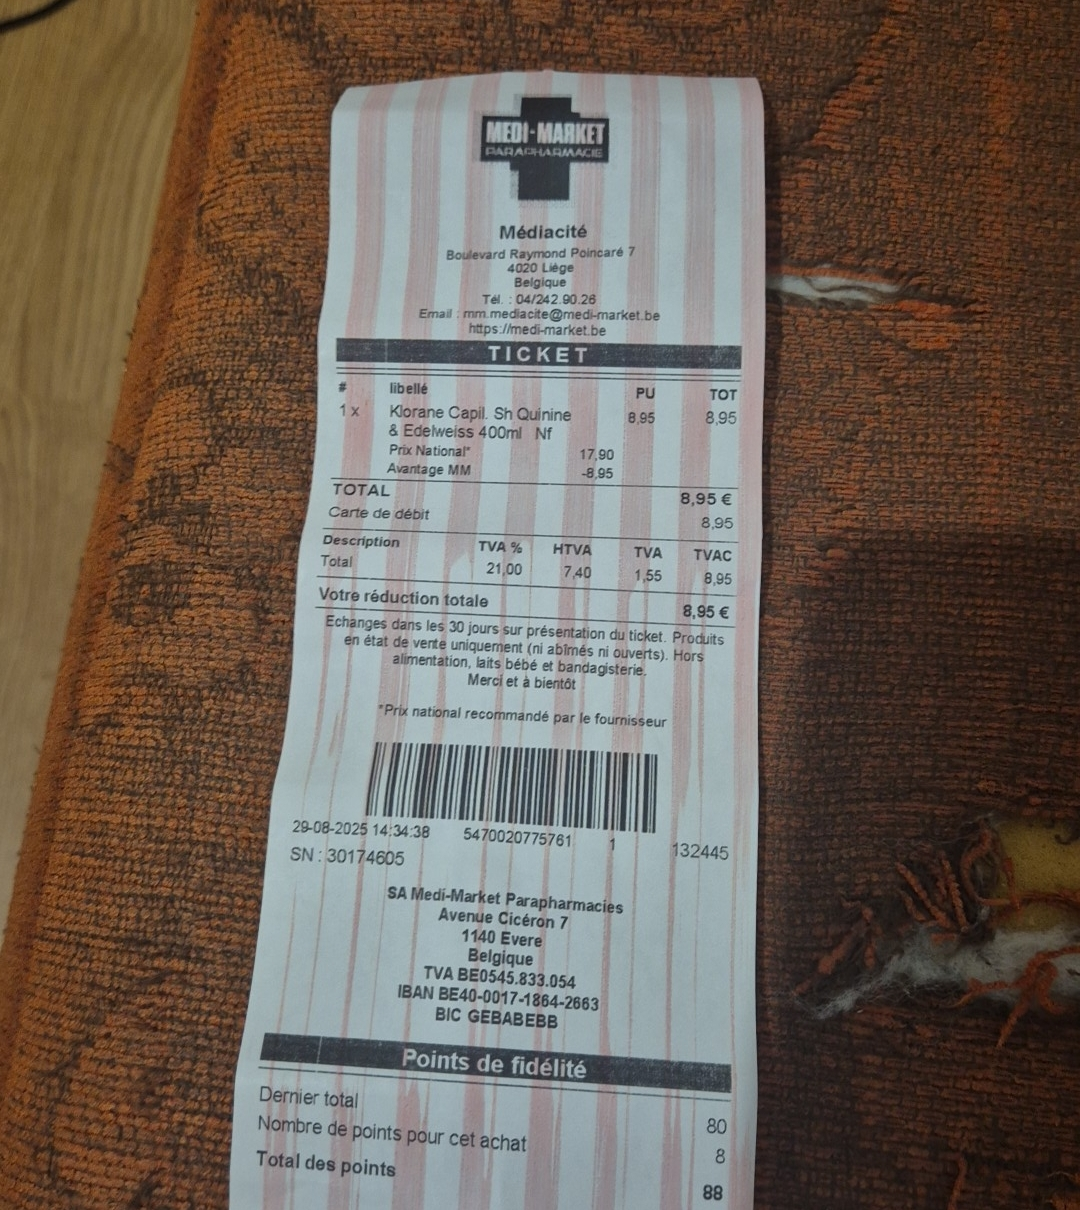 MEDI-MARKET
PARAPHARMACIE
Médiacité
Boulevard Raymond Poincaré 7
4020 Liège
Belgique
Tél. : 04/242.90.26
Email : mm.mediacite@medi-market.be
https://medi-market.be
TICKET
# libellé PU TOT
1 x Klorane Capil. Sh Quinine 8,95 8,95
& Edelweiss 400ml Nf
Prix National* 17,90
Avantage MM -8,95
TOTAL 8,95 €
Carte de débit 8,95
Description TVA % HTVA TVA TVAC
Total 21,00 7,40 1,55 8,95
Votre réduction totale 8,95 €
Echanges dans les 30 jours sur présentation du ticket. Produits
en état de vente uniquement (ni abîmés ni ouverts). Hors
alimentation, laits bébé et bandagisterie.
Merci et à bientôt
*Prix national recommandé par le fournisseur
29-08-2025 14:34:38 5470020775761 1 132445
SN : 30174605
SA Medi-Market Parapharmacies
Avenue Cicéron 7
1140 Evere
Belgique
TVA BE0545.833.054
IBAN BE40-0017-1864-2663
BIC GEBABEBB
Points de fidélité
Dernier total 80
Nombre de points pour cet achat 8
Total des points 88